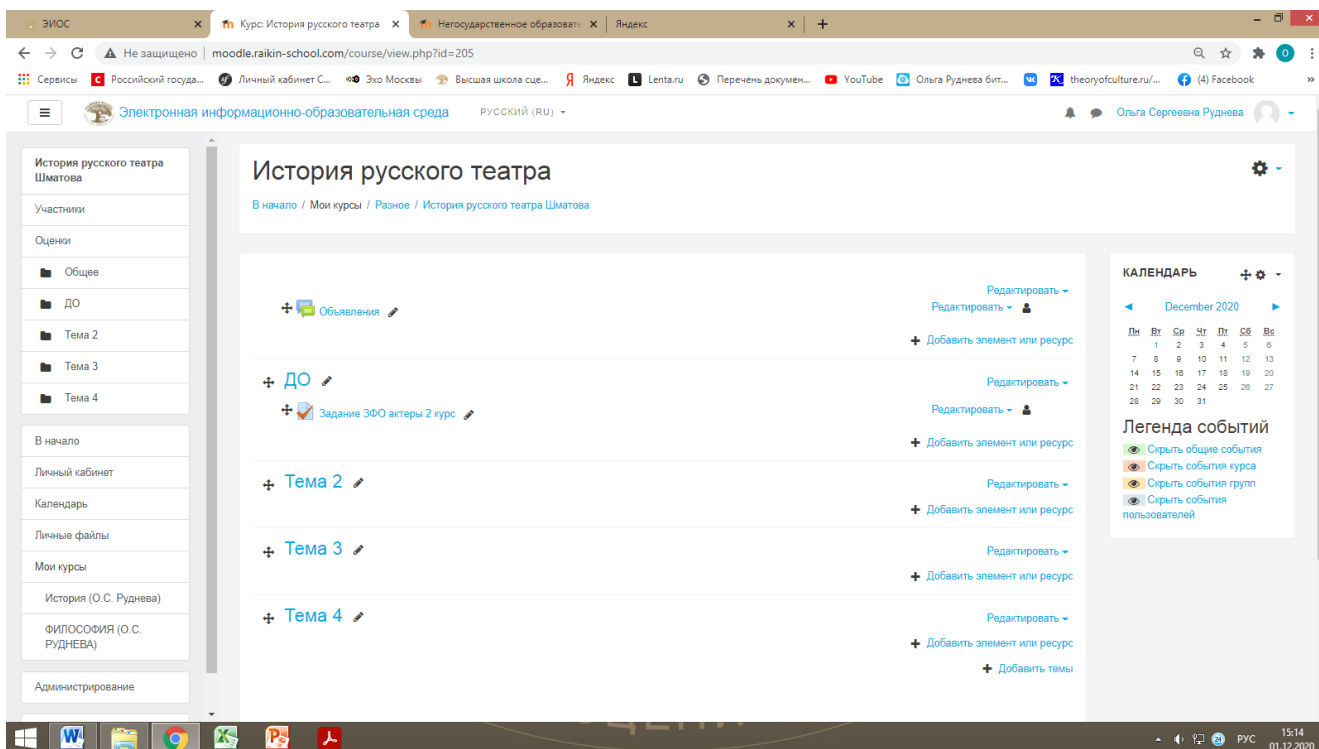 ЭИОС
Курс: История русского театра
Негосударственное образовате
Яндекс
Не защищено | moodle.raikin-school.com/course/view.php?id=205
О
Сервисы Российский госуда... Личный кабинет С... Эхо Москвы Высшая школа сце... Яндекс Lenta.ru Перечень докумен... YouTube Ольга Руднева бит... theoryofculture.ru/... (4) Facebook »
Электронная информационно-образовательная среда РУССКИЙ (RU) Ольга Сергеевна Руднева
История русского театра
Шматова
Участники
Оценки
Общее
ДО
Тема 2
Тема 3
Тема 4
В начало
Личный кабинет
Календарь
Личные файлы
Мои курсы
История (О.С. Руднева)
ФИЛОСОФИЯ (О.С.
РУДНЕВА)
Администрирование
История русского театра
В начало / Мои курсы / Разное / История русского театра Шматова
Редактировать
Объявления Редактировать
Добавить элемент или ресурс
ДО Редактировать
Задание ЗФО актеры 2 курс Редактировать
Добавить элемент или ресурс
Тема 2 Редактировать
Добавить элемент или ресурс
Тема 3 Редактировать
Добавить элемент или ресурс
Тема 4 Редактировать
Добавить элемент или ресурс
Добавить темы
КАЛЕНДАРЬ
December 2020
Пн Вт Ср Чт Пт Сб Вс
1 2 3 4 5 6
7 8 9 10 11 12 13
14 15 16 17 18 19 20
21 22 23 24 25 26 27
28 29 30 31
Легенда событий
Скрыть общие события
Скрыть события курса
Скрыть события групп
Скрыть события
пользователей
РУС 15:14
01.12.2020